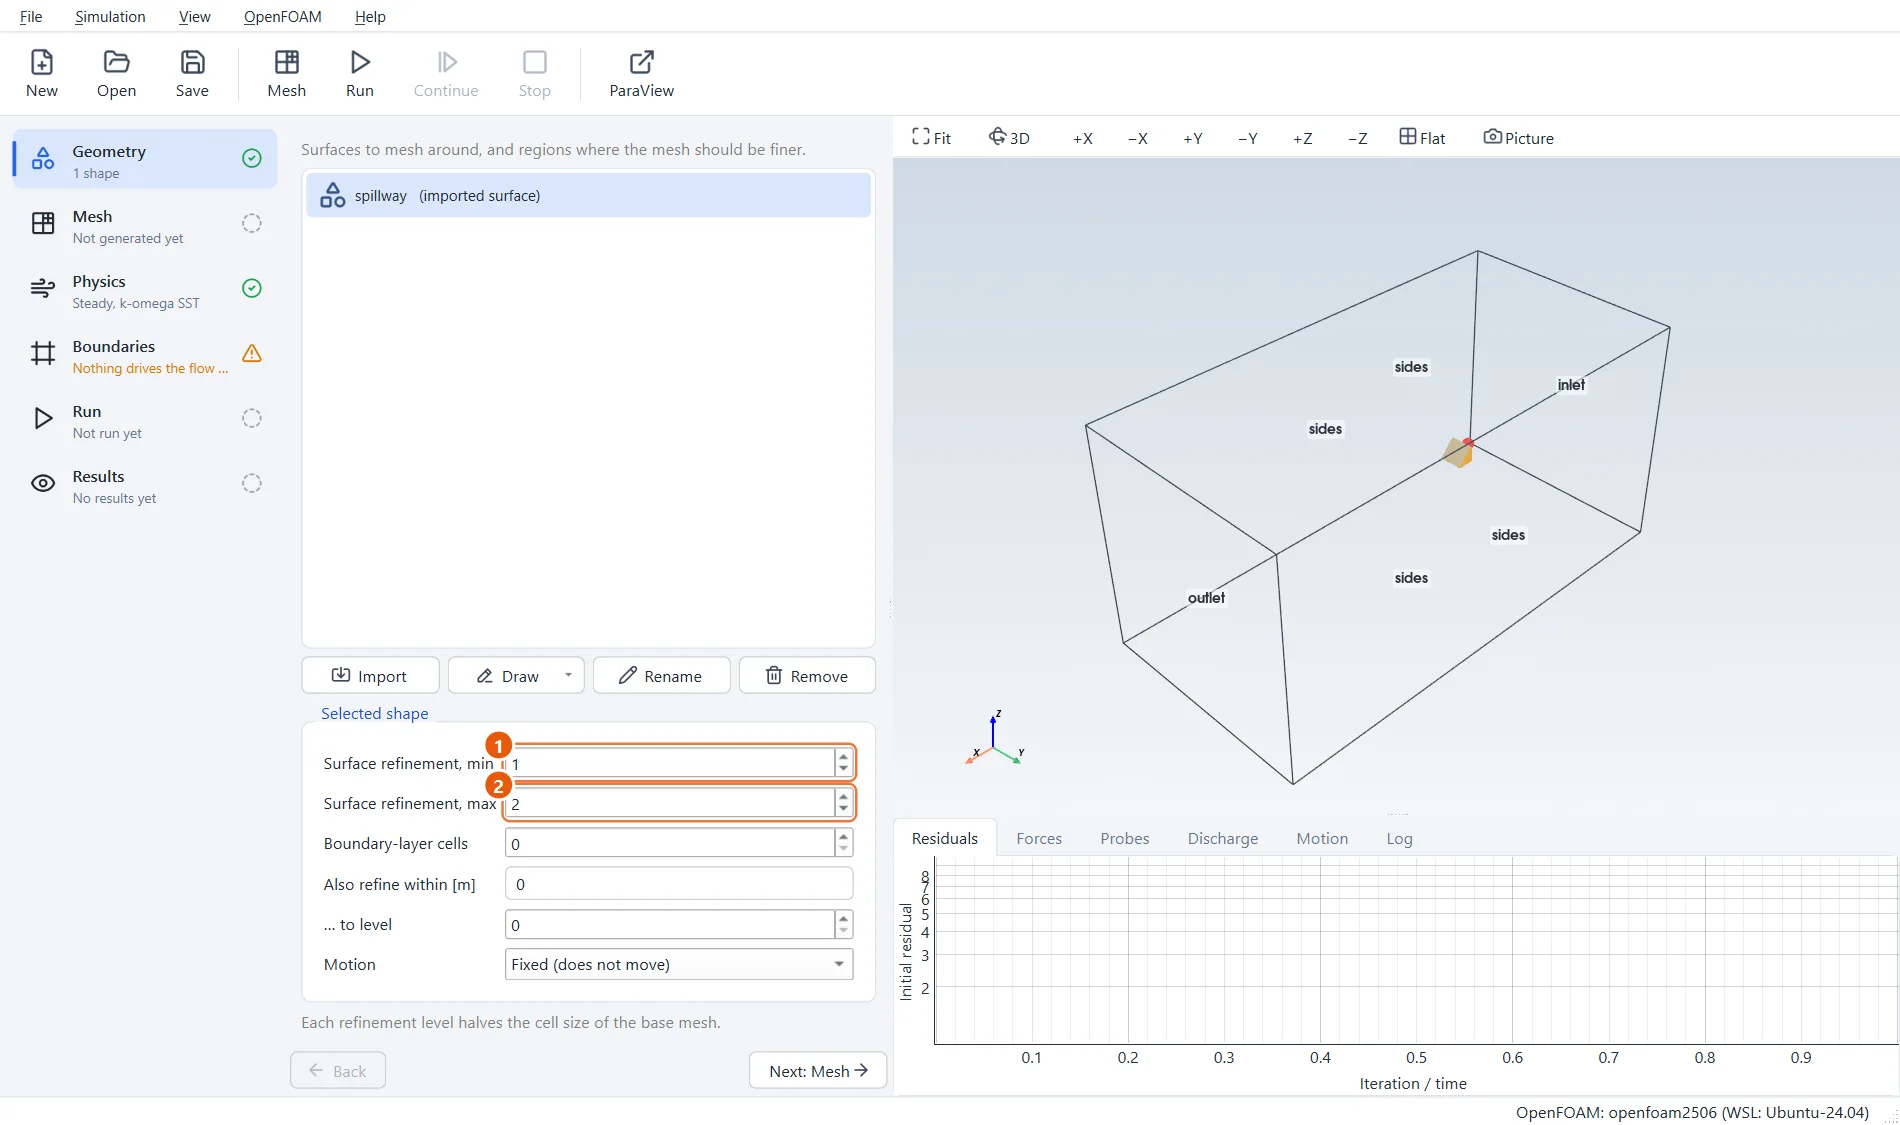 File Simulation View OpenFOAM Help
New Open Save Mesh Run Continue Stop ParaView
Geometry
1 shape
Mesh
Not generated yet
Physics
Steady, k-omega SST
Boundaries
Nothing drives the flow ...
Run
Not run yet
Results
No results yet
Surfaces to mesh around, and regions where the mesh should be finer.
spillway (imported surface)
Import Draw Rename Remove
Selected shape
1
Surface refinement, min 1
2
Surface refinement, max 2
Boundary-layer cells 0
Also refine within [m] 0
... to level 0
Motion Fixed (does not move)
Each refinement level halves the cell size of the base mesh.
Back Next: Mesh
Fit 3D +X −X +Y −Y +Z −Z Flat Picture
sides
inlet
sides
sides
sides
outlet
Z
X Y
Residuals Forces Probes Discharge Motion Log
8
7
6
5
4
3
2
Initial residual
0.1 0.2 0.3 0.4 0.5 0.6 0.7 0.8 0.9
Iteration / time
OpenFOAM: openfoam2506 (WSL: Ubuntu-24.04)